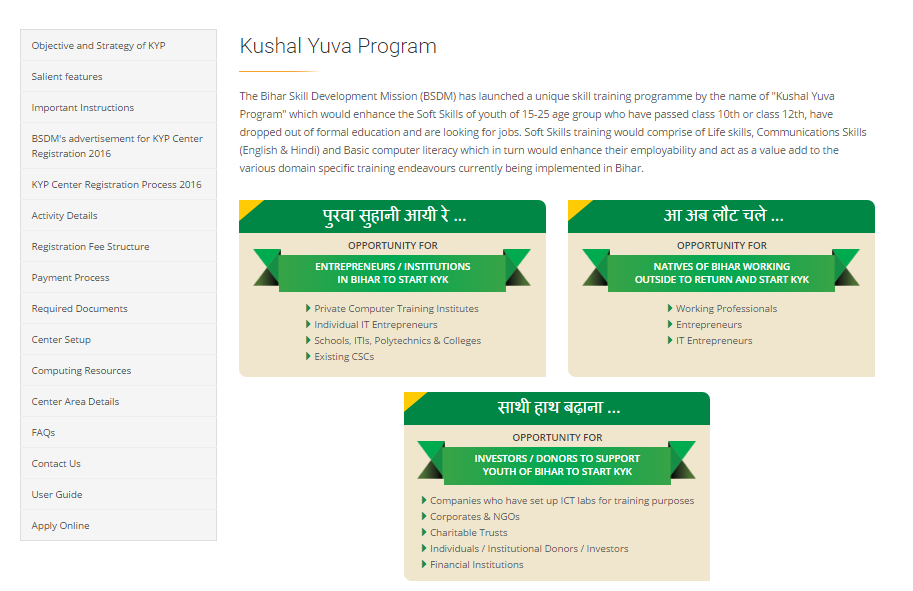 Objective and Strategy of KYP
Salient features
Important Instructions
BSDM's advertisement for KYP Center
Registration 2016
KYP Center Registration Process 2016
Activity Details
Registration Fee Structure
Payment Process
Required Documents
Center Setup
Computing Resources
Center Area Details
FAQs
Contact Us
User Guide
Apply Online
Kushal Yuva Program
The Bihar Skill Development Mission (BSDM) has launched a unique skill training programme by the name of "Kushal Yuva
Program" which would enhance the Soft Skills of youth of 15-25 age group who have passed class 10th or class 12th, have
dropped out of formal education and are looking for jobs. Soft Skills training would comprise of Life skills, Communications Skills
(English & Hindi) and Basic computer literacy which in turn would enhance their employability and act as a value add to the
various domain specific training endeavours currently being implemented in Bihar.
पुरवा सुहानी आयी रे ...
OPPORTUNITY FOR
ENTREPRENEURS / INSTITUTIONS
IN BIHAR TO START KYK
Private Computer Training Institutes
Individual IT Entrepreneurs
Schools, ITIs, Polytechnics & Colleges
Existing CSCs
आ अब लौट चले ...
OPPORTUNITY FOR
NATIVES OF BIHAR WORKING
OUTSIDE TO RETURN AND START KYK
Working Professionals
Entrepreneurs
IT Entrepreneurs
साथी हाथ बढ़ाना ...
OPPORTUNITY FOR
INVESTORS / DONORS TO SUPPORT
YOUTH OF BIHAR TO START KYK
Companies who have set up ICT labs for training purposes
Corporates & NGOs
Charitable Trusts
Individuals / Institutional Donors / Investors
Financial Institutions